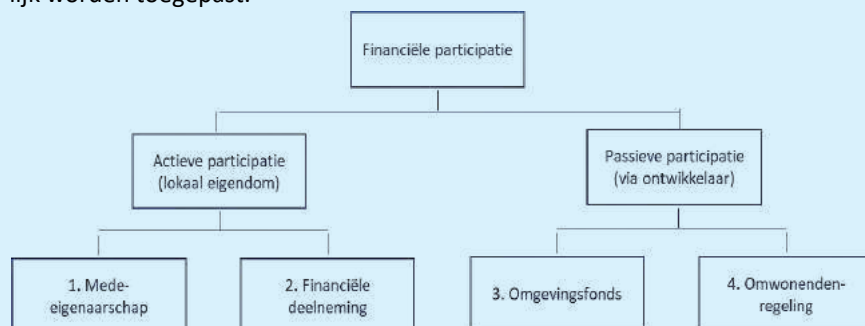 lijk worden toegepast.
Financiële participatie
Actieve participatie
(lokaal eigendom)
Passieve participatie
(via ontwikkelaar)
1. Mede-
eigenaarschap
2. Financiële
deelneming
3. Omgevingsfonds
4. Omwonenden-
regeling